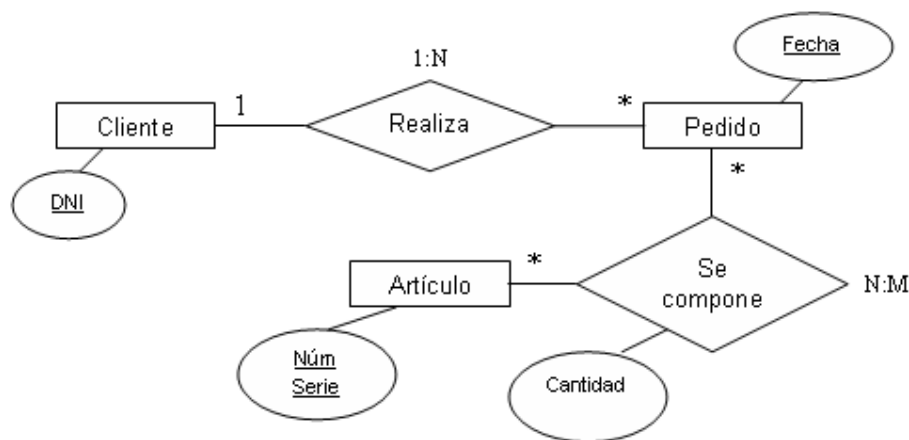 Fecha
1:N
Cliente
1
Realiza
*
Pedido
DNI
*
Artículo
*
Se
compone
N:M
Núm
Serie
Cantidad